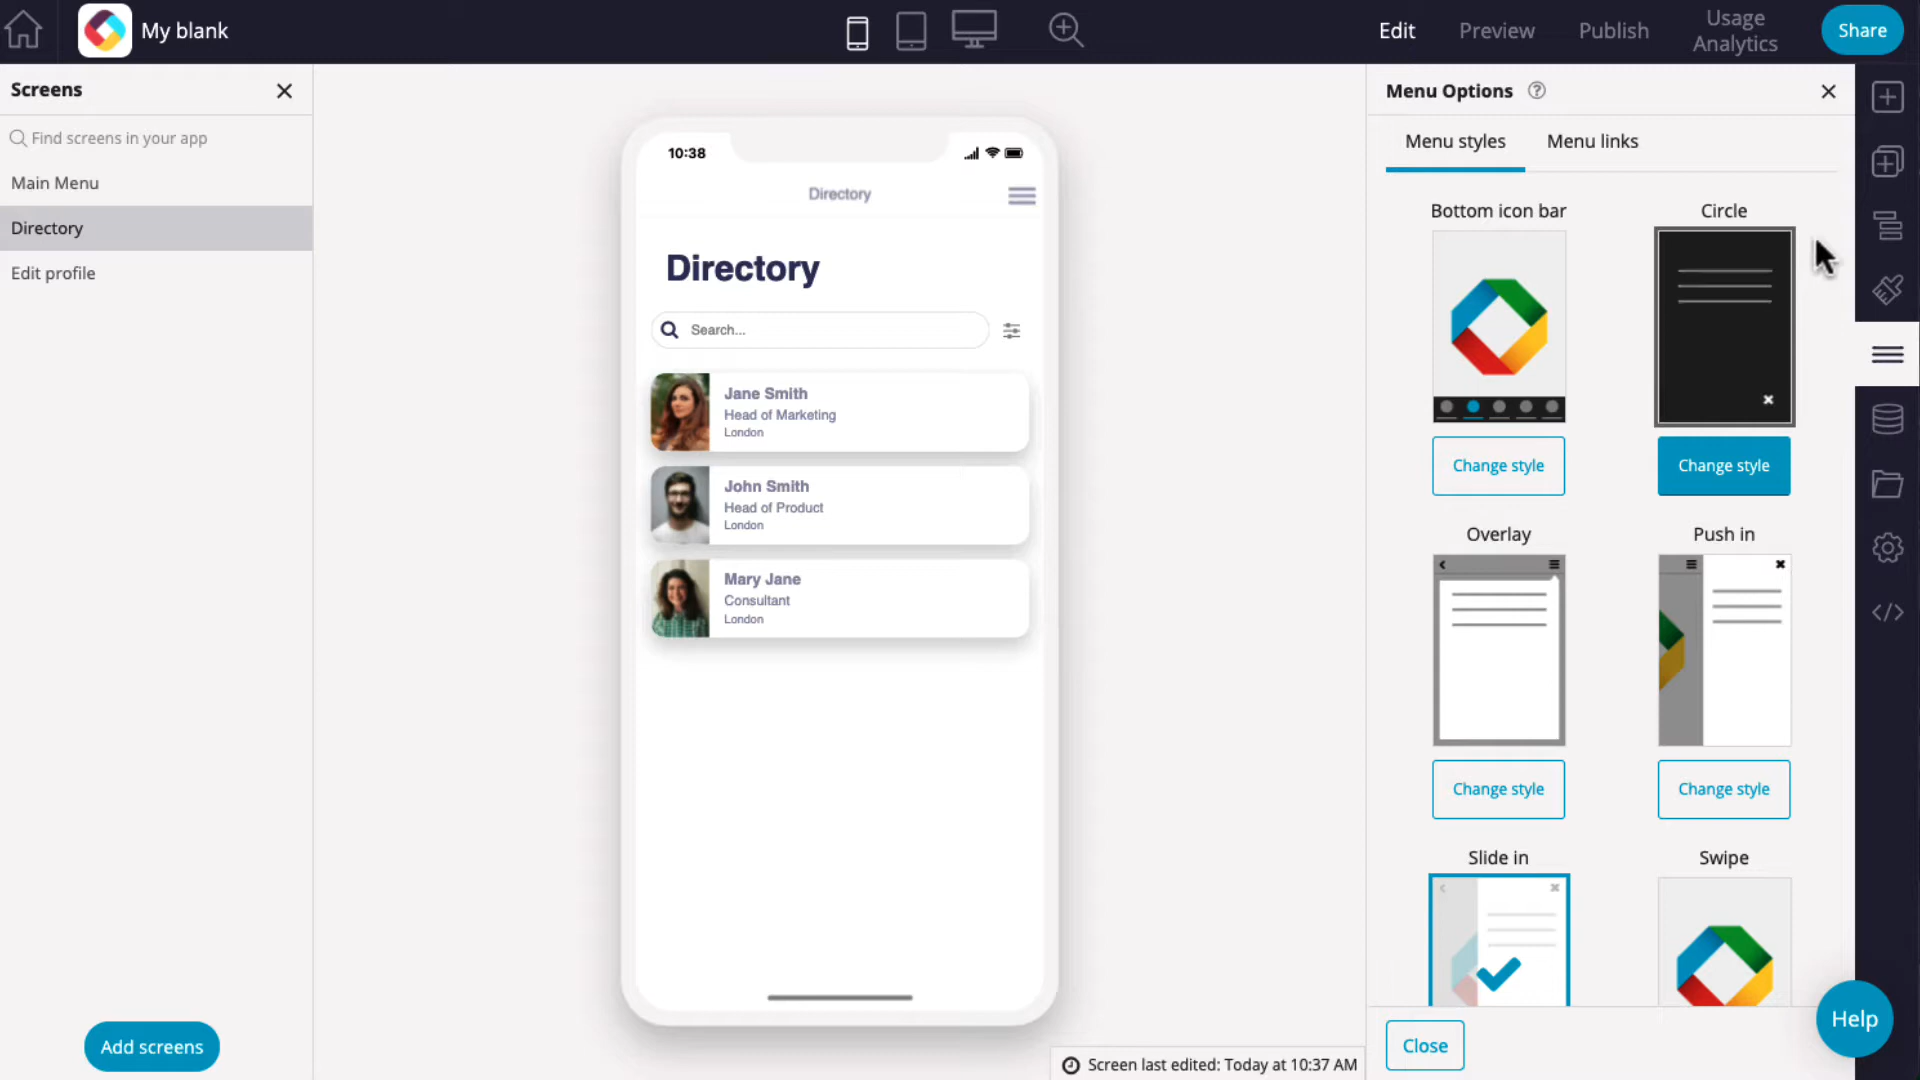 My blank
Edit
Preview
Publish
Usage
Analytics
Share
Screens
Find screens in your app
Main Menu
Directory
Edit profile
Add screens
10:38
Directory
Directory
Search...
Jane Smith
Head of Marketing
London
John Smith
Head of Product
London
Mary Jane
Consultant
London
Screen last edited: Today at 10:37 AM
Menu Options
Menu styles
Menu links
Bottom icon bar
Circle
Change style
Change style
Overlay
Push in
Change style
Change style
Slide in
Swipe
Close
Help